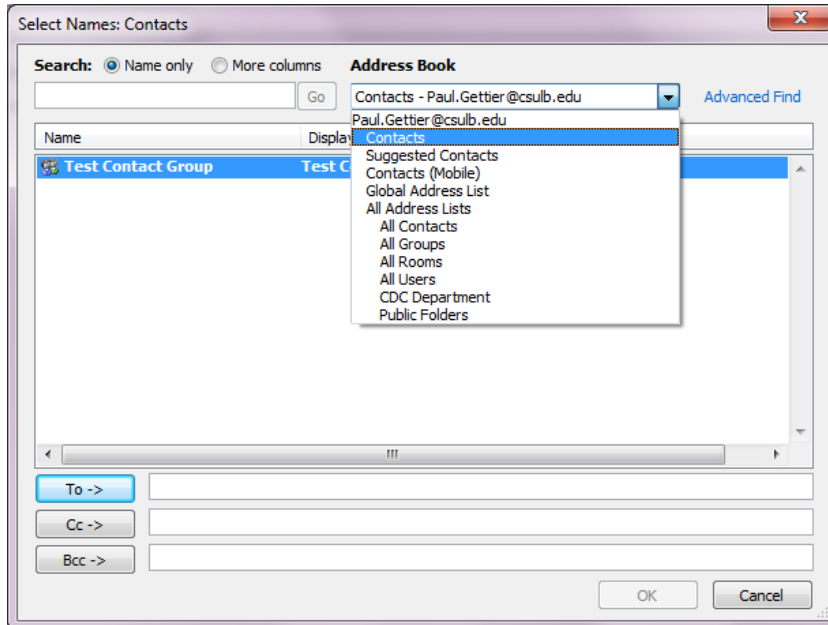 Select Names: Contacts
Search: Name only More columns Address Book
Go Contacts - Paul.Gettier@csulb.edu Advanced Find
Paul.Gettier@csulb.edu
Name Display
Contacts
Suggested Contacts
Test Contact Group Test C
Contacts (Mobile)
Global Address List
All Address Lists
All Contacts
All Groups
All Rooms
All Users
CDC Department
Public Folders
To ->
Cc ->
Bcc ->
OK Cancel